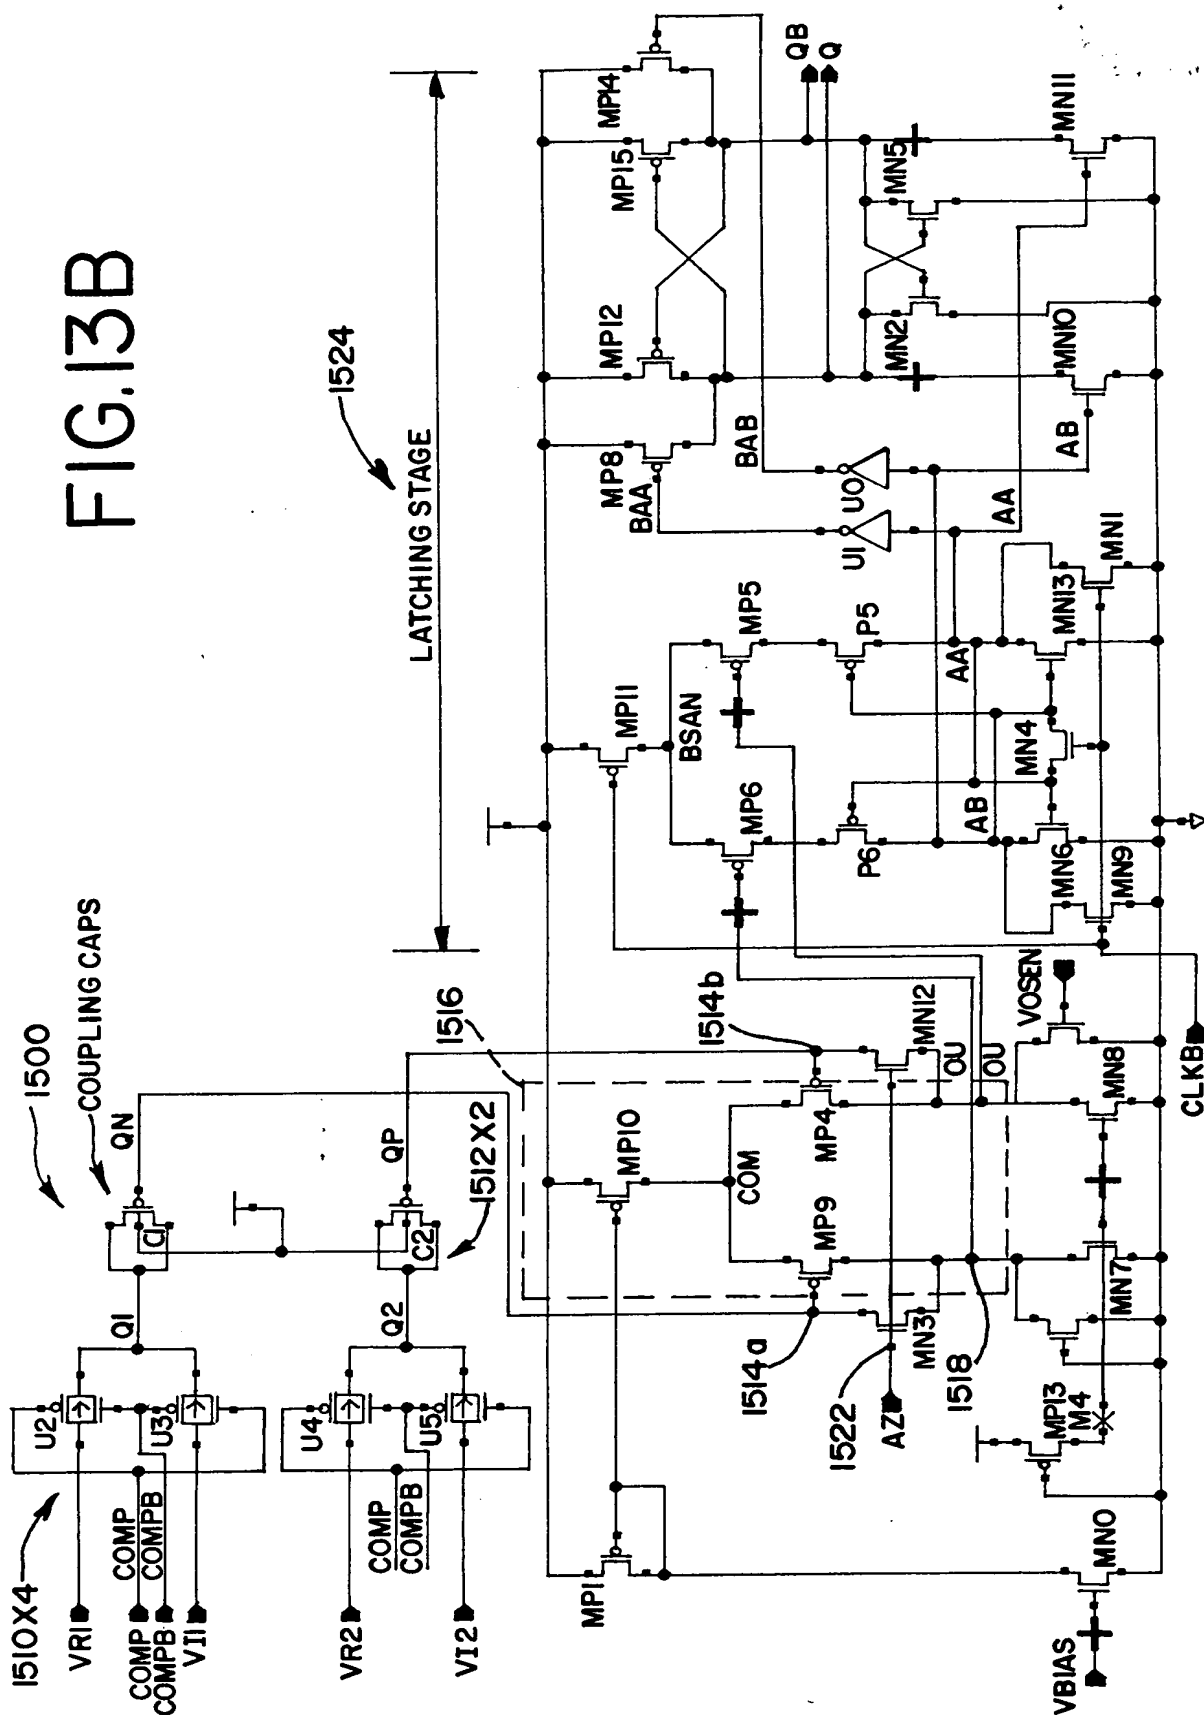 FIG.13B
1500
COUPLING CAPS
1510X4
VR1
COMP
COMPB
VI1
U2
COMP
COMPB
U3
Q1
C1
QN
VR2
VI2
U4
COMP
COMPB
U5
Q2
C2
QP
1512X2
1516
1514b
LATCHING STAGE
1524
MP1
MP10
COM
MP9
MP4
1514a
1522
AZ
MN3
MN12
OU
OU
1518
VOSEN
MP13
M4
MN7
MN8
VBIAS
MN0
CLKB
MP11
BSAN
MP6
MP5
P6
P5
AB
AA
MN4
MN6
MN9
MN13
MN1
MP8
BAA
BAB
MP12
MP15
MP14
U1
U0
AA
AB
QB
Q
MN2
MN5
MN10
MN11